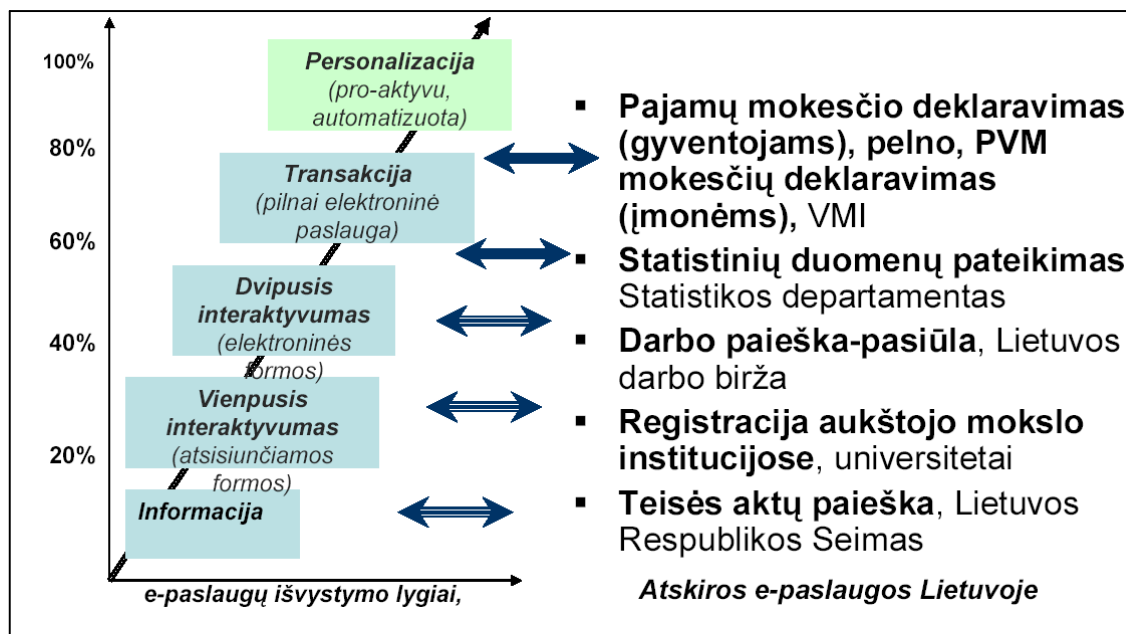 100%
80%
60%
40%
20%
Personalizacija
(pro-aktyvu,
automatizuota)
Transakcija
(pilnai elektroninė
paslauga)
Dvipusis
interaktyvumas
(elektroninės
formos)
Vienpusis
interaktyvumas
(atsisiunčiamos
formos)
Informacija
e-paslaugų išvystymo lygiai,
▪ Pajamų mokesčio deklaravimas
(gyventojams), pelno, PVM
mokesčių deklaravimas
(įmonėms), VMI
▪ Statistinių duomenų pateikimas
Statistikos departamentas
▪ Darbo paieška-pasiūla, Lietuvos
darbo birža
▪ Registracija aukštojo mokslo
institucijose, universitetai
▪ Teisės aktų paieška, Lietuvos
Respublikos Seimas
Atskiros e-paslaugos Lietuvoje